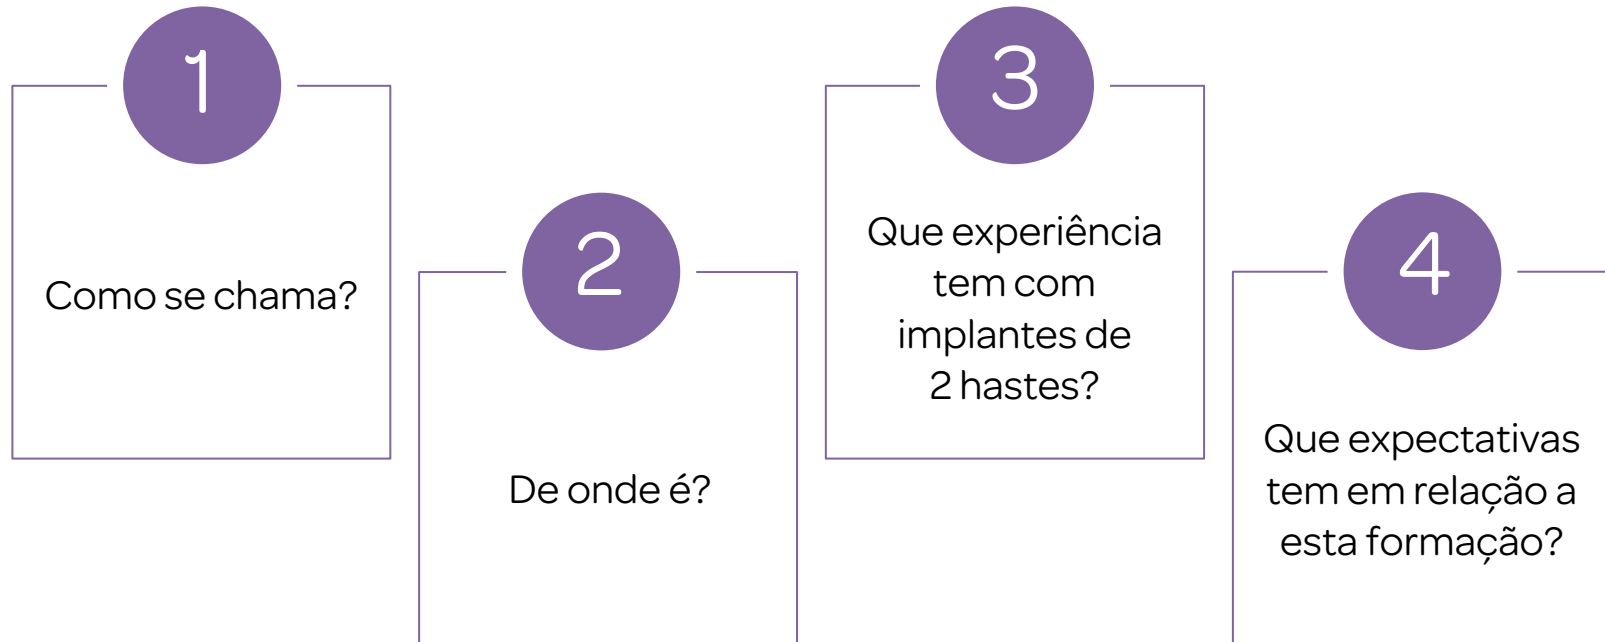 1
Como se chama?
2
De onde é?
3
Que experiência
tem com
implantes de
2 hastes?
4
Que expectativas
tem em relação a
esta formação?